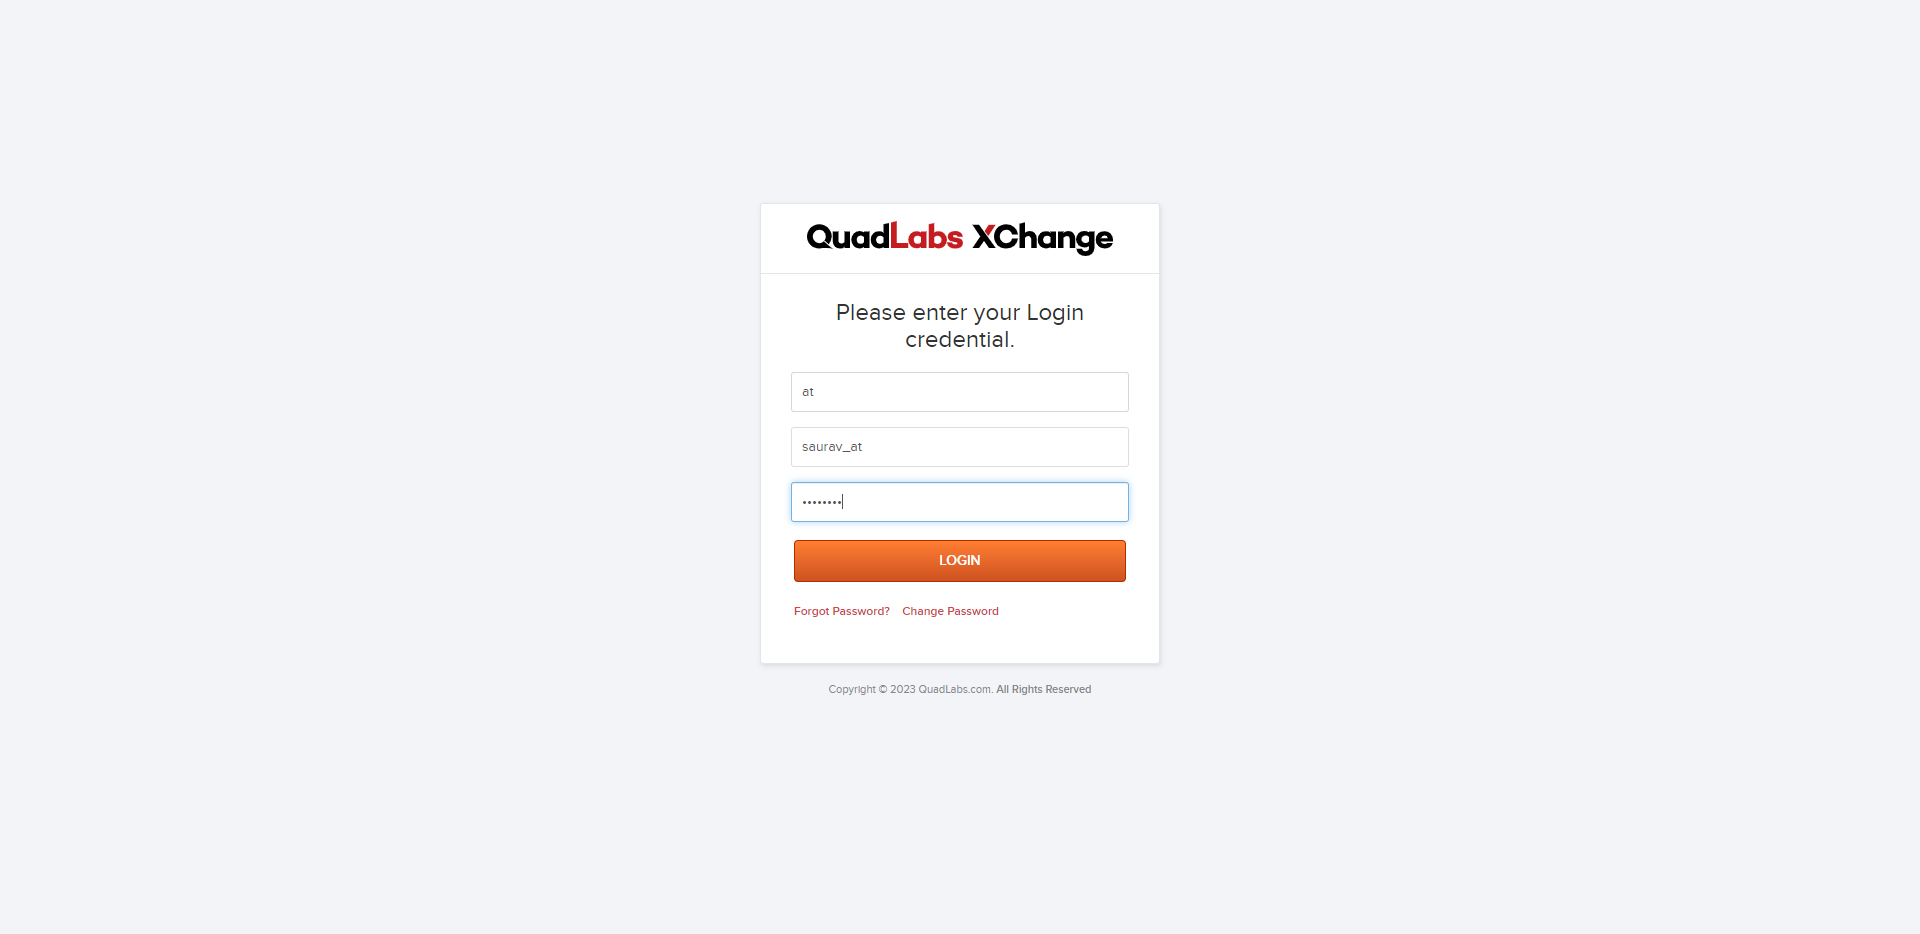 QuadLabs XChange
Please enter your Login
credential.
at
saurav_at
••••••••
LOGIN
Forgot Password? Change Password
Copyright © 2023 QuadLabs.com. All Rights Reserved